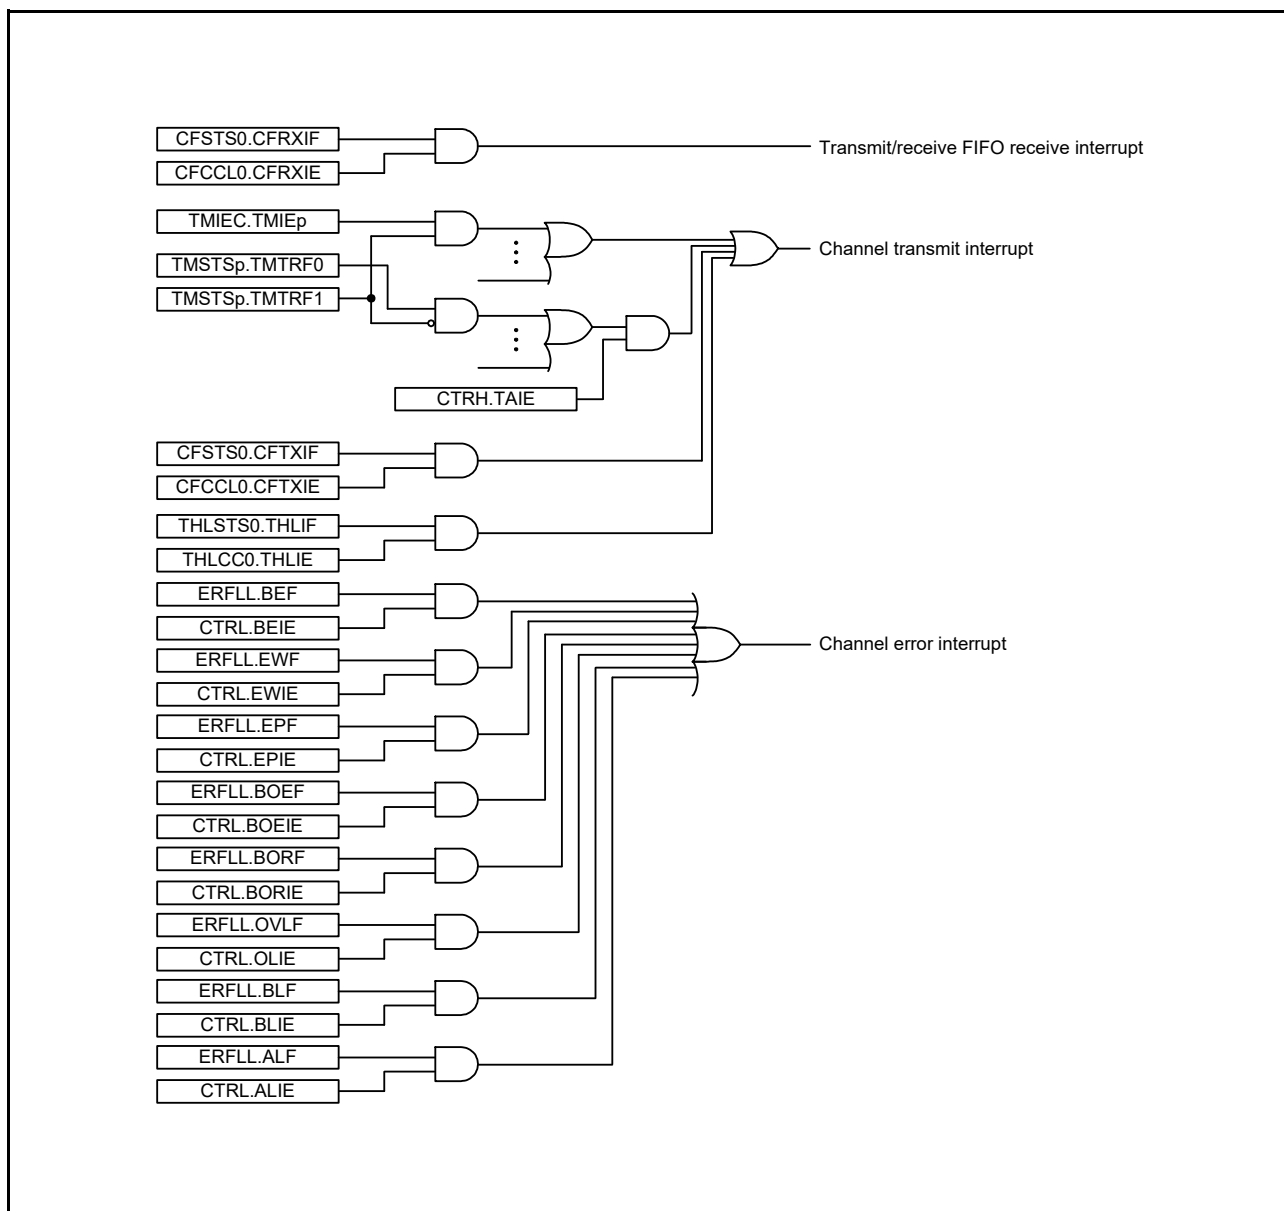 CFSTS0.CFRXIF
CFCCL0.CFRXIE
Transmit/receive FIFO receive interrupt
TMIEC.TMIEp
TMSTSp.TMTRF0
TMSTSp.TMTRF1
Channel transmit interrupt
CTRH.TAIE
CFSTS0.CFTXIF
CFCCL0.CFTXIE
THLSTS0.THLIF
THLCC0.THLIE
ERFLL.BEF
CTRL.BEIE
ERFLL.EWF
CTRL.EWIE
Channel error interrupt
ERFLL.EPF
CTRL.EPIE
ERFLL.BOEF
CTRL.BOEIE
ERFLL.BORF
CTRL.BORIE
ERFLL.OVLF
CTRL.OLIE
ERFLL.BLF
CTRL.BLIE
ERFLL.ALF
CTRL.ALIE